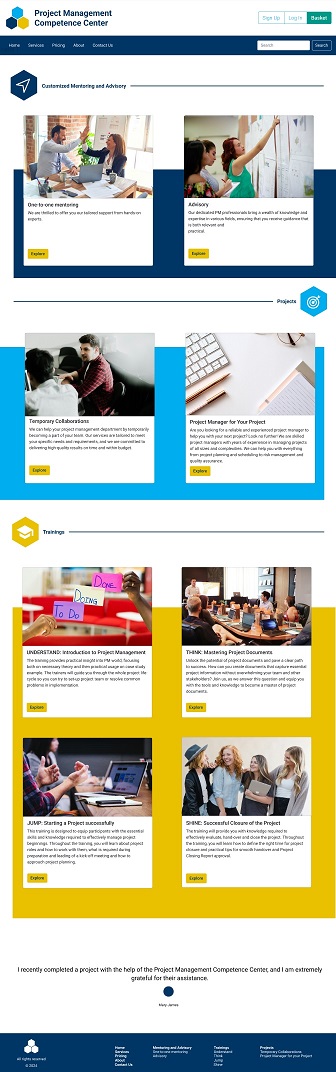 Project Management
Competence Center
Sign Up
Log In
Basket
Home
Services
Pricing
About
Contact Us
Search
Search
Customized Mentoring and Advisory
One-to-one mentoring
We are thrilled to offer you our tailored support from hands-on
experts.
Explore
Advisory
Our dedicated PM professionals bring a wealth of knowledge and
expertise in various fields, ensuring that you receive guidance that
is both relevant and
practical.
Explore
Projects
Temporary Collaborations
We can help your project management department by temporarily
becoming a part of your team. Our services are tailored to meet
your specific needs and requirements, and we are committed to
delivering high quality results on time and within budget.
Explore
Project Manager for Your Project
Are you looking for a reliable and experienced project manager to
help you with your next project? Look no further! We are skilled
project managers with years of experience in managing projects
of all sizes and complexities. We can help you with everything
from project planning and scheduling to risk management and
quality assurance.
Explore
Trainings
DONE
DOING
TO DO
UNDERSTAND: Introduction to Project Management
The training provides practical insight into PM world; focusing
both on necessary theory and then practical usage on case study
example. The trainers will guide you through the whole project life
cycle so you can try to set-up project team or resolve common
problems in implementation.
Explore
THINK: Mastering Project Documents
Unlock the potential of project documents and pave a clear path
to success. How can you create documents that capture essential
project information without overwhelming your team and other
stakeholders? Join us, as we answer this question and equip you
with the tools and knowledge to become a master of project
documents.
Explore
JUMP: Starting a Project successfully
This training is designed to equip participants with the essential
skills and knowledge required to effectively manage project
beginnings. Throughout the training, you will learn about project
roles and how to work with them, what is required during
preparation and leading of a kick-off meeting and how to
approach project planning.
Explore
SHINE: Successful Closure of the Project
The training will provide you with knowledge required to
effectively evaluate, hand-over and close the project. Throughout
the training, you will learn how to define the right time for project
closure and practical tips for smooth handover and Project
Closing Report approval.
Explore
I recently completed a project with the help of the Project Management Competence Center, and I am extremely
grateful for their assistance.
Mary James
All rights reserved
© 2024
Home
Services
Pricing
About
Contact Us
Mentoring and Advisory
One-to-one mentoring
Advisory
Trainings
Understand
Think
Jump
Shine
Projects
Temporary Collaborations
Project Manager for Your Project